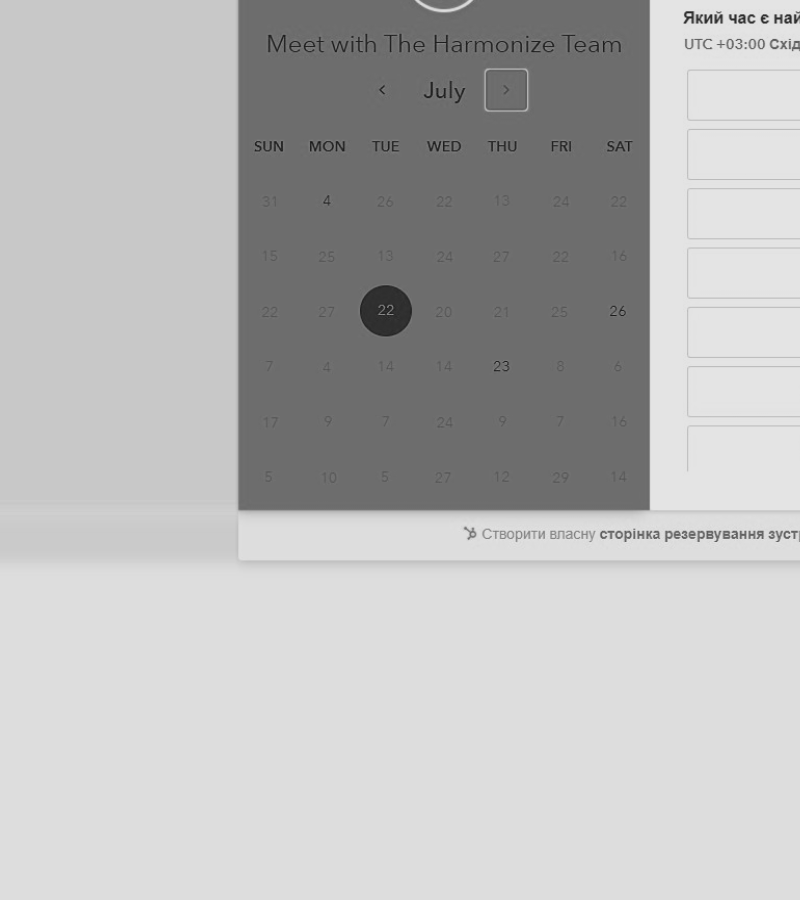 Який час є най
UTC +03:00 Схід
Meet with The Harmonize Team
July
SUN MON TUE WED THU FRI SAT
31 4 26 22 13 24 22
15 25 13 24 27 22 16
22 27 22 20 21 25 26
7 4 14 14 23 8 6
17 9 7 24 9 7 16
5 10 5 27 12 29 14
Створити власну сторінка резервування зуст